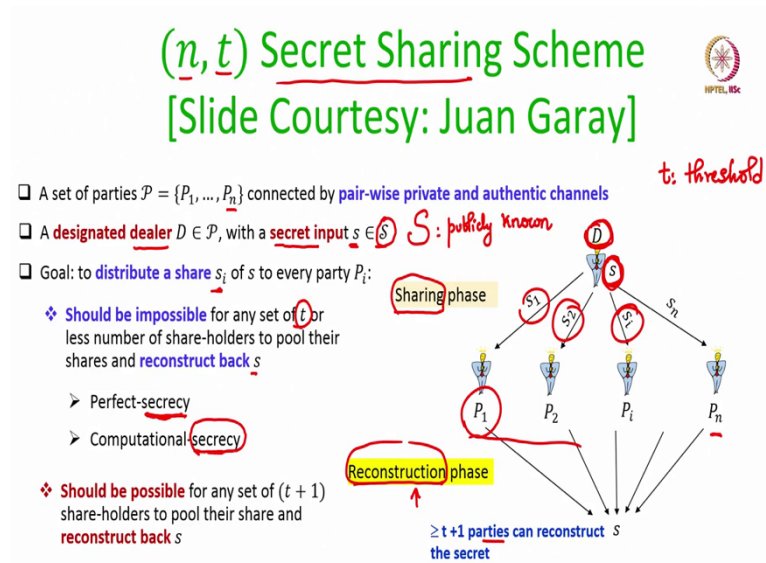 (n, t) Secret Sharing Scheme
[Slide Courtesy: Juan Garay]
NPTEL, IISc
t: threshold
❑ A set of parties 𝒫 = {P₁, …, Pₙ} connected by pair-wise private and authentic channels
❑ A designated dealer D ∈ 𝒫, with a secret input s ∈ 𝒮
S: publicly known
❑ Goal: to distribute a share sᵢ of s to every party Pᵢ:
❖ Should be impossible for any set of t or
less number of share-holders to pool their
shares and reconstruct back s
➤ Perfect-secrecy
➤ Computational-secrecy
❖ Should be possible for any set of (t + 1)
share-holders to pool their share and
reconstruct back s
D
s
Sharing phase
s₁ s₂ sᵢ sₙ
P₁ P₂ Pᵢ Pₙ
Reconstruction phase
≥ t +1 parties can reconstruct s
the secret